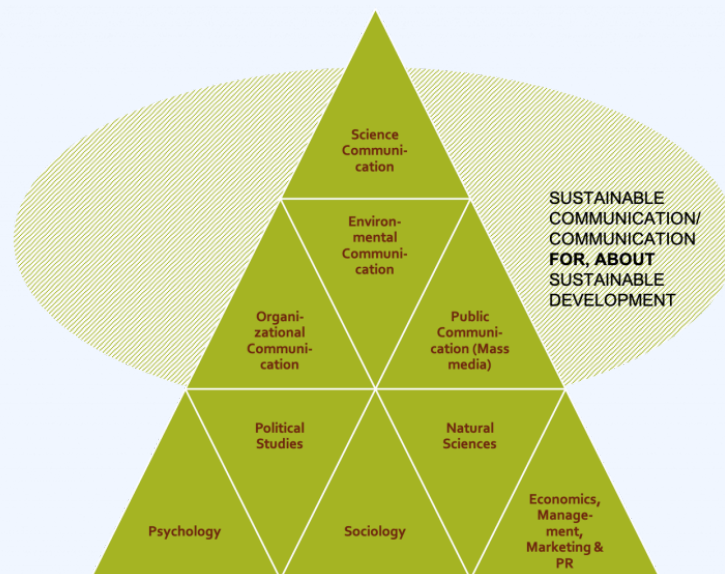 Science
Communi-
cation
Environ-
mental
Communi-
cation
SUSTAINABLE
COMMUNICATION/
COMMUNICATION
FOR, ABOUT
SUSTAINABLE
DEVELOPMENT
Organi-
zational
Communi-
cation
Public
Communi-
cation (Mass
media)
Political
Studies
Natural
Sciences
Psychology
Sociology
Economics,
Manage-
ment,
Marketing &
PR